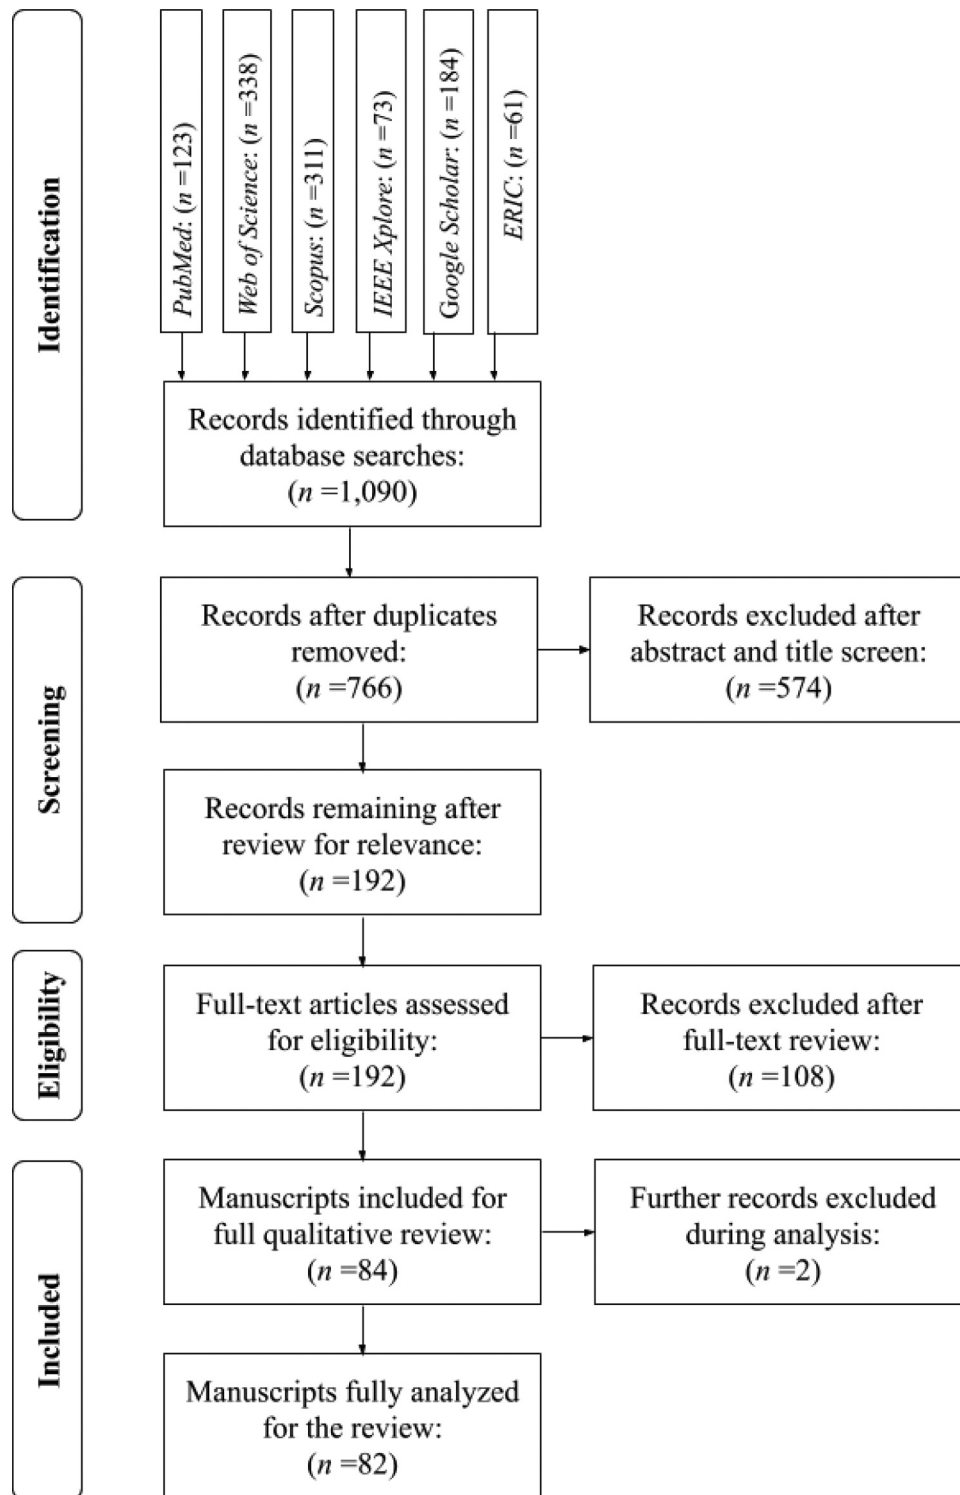 Identification
PubMed: (n =123)
Web of Science: (n =338)
Scopus: (n =311)
IEEE Xplore: (n =73)
Google Scholar: (n =184)
ERIC: (n =61)
Records identified through
database searches:
(n =1,090)
Screening
Records after duplicates
removed:
(n =766)
Records excluded after
abstract and title screen:
(n =574)
Records remaining after
review for relevance:
(n =192)
Eligibility
Full-text articles assessed
for eligibility:
(n =192)
Records excluded after
full-text review:
(n =108)
Included
Manuscripts included for
full qualitative review:
(n =84)
Further records excluded
during analysis:
(n =2)
Manuscripts fully analyzed
for the review:
(n =82)